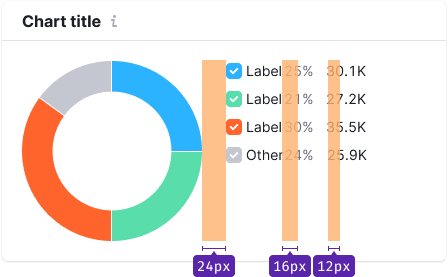 Chart title i
Label 25% 30.1K
Label 21% 27.2K
Label 30% 35.5K
Other 24% 25.9K
24px 16px 12px